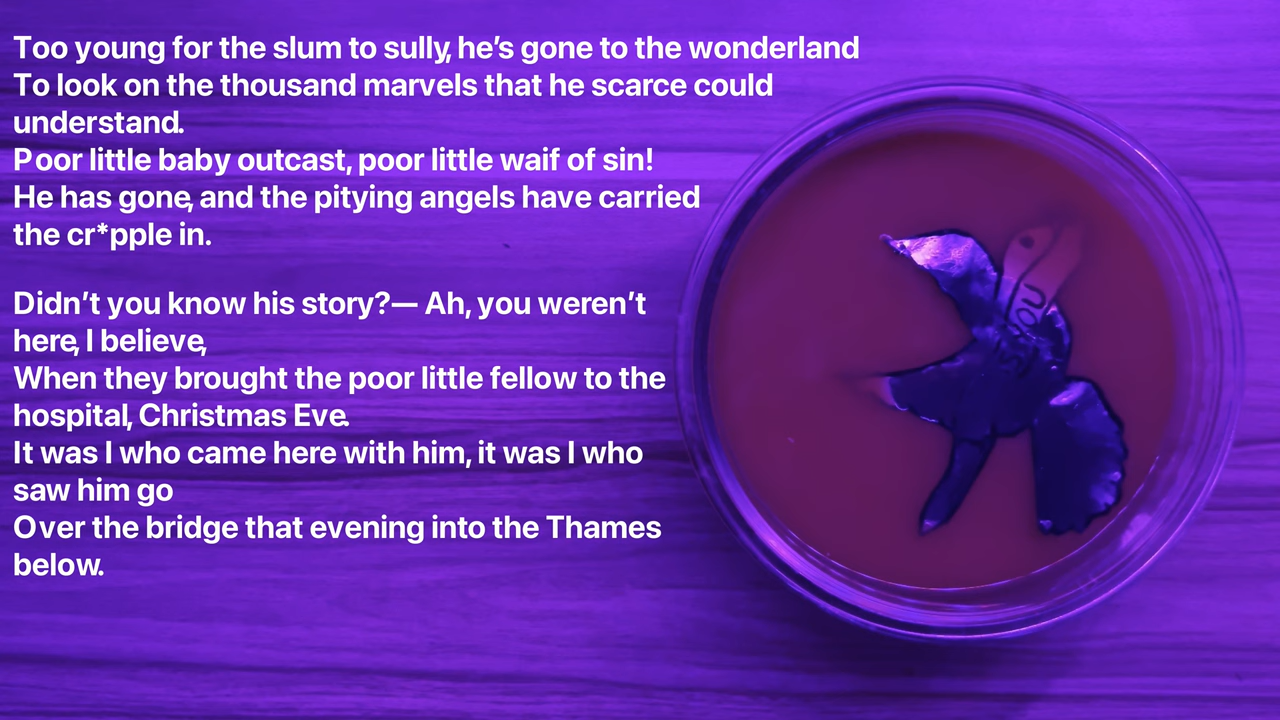 Too young for the slum to sully, he's gone to the wonderland
To look on the thousand marvels that he scarce could
understand.
Poor little baby outcast, poor little waif of sin!
He has gone, and the pitying angels have carried
the cr*pple in.
Didn't you know his story?— Ah, you weren't
here, I believe,
When they brought the poor little fellow to the
hospital, Christmas Eve.
It was I who came here with him, it was I who
saw him go
Over the bridge that evening into the Thames
below.